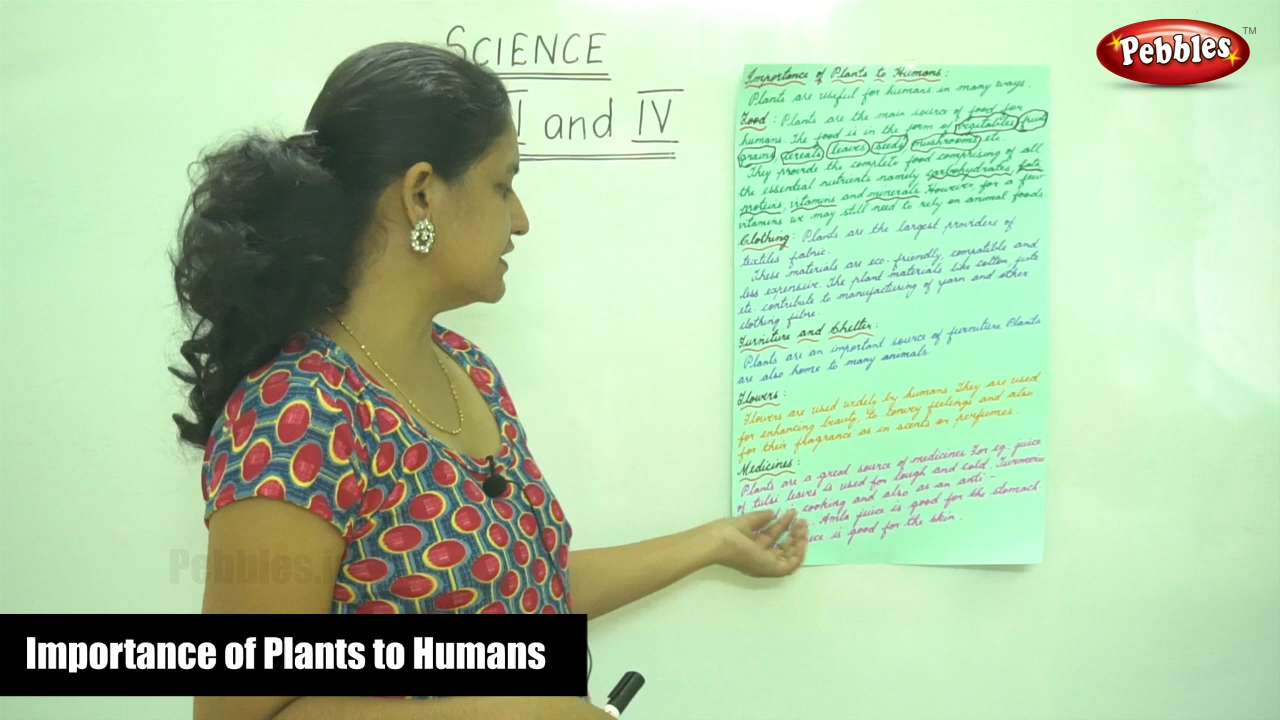 SCIENCE
I and IV
Pebbles TM
Importance of Plants to Humans:
Plants are useful for humans in many ways.
Food: Plants are the main source of food for
humans. The food is in the form of vegetables, fruits
grains, cereals, leaves, seeds, mushrooms etc
They provide the complete food comprising of all
the essential nutrients namely carbohydrates, fats
proteins, vitamins and minerals. However, for a few
vitamins we may still need to rely on animal foods
Clothing: Plants are the largest providers of
textiles fabric.
These materials are eco-friendly, compatible and
less expensive. The plant materials like cotton, jute
etc contribute to manufacturing of yarn and other
clothing fibre.
Furniture and Shelter:
Plants are an important source of furniture Plants
are also home to many animals.
Flowers:
Flowers are used widely by humans. They are used
for enhancing beauty, to convey feelings and also
for their fragrance as in scents or perfumes.
Medicines:
Plants are a great source of medicines. For eg: juice
of tulsi leaves is used for cough and cold. Turmeric
cooking and also as an anti-
Amla juice is good for the stomach
is good for the skin.
Pebbles.i
Importance of Plants to Humans